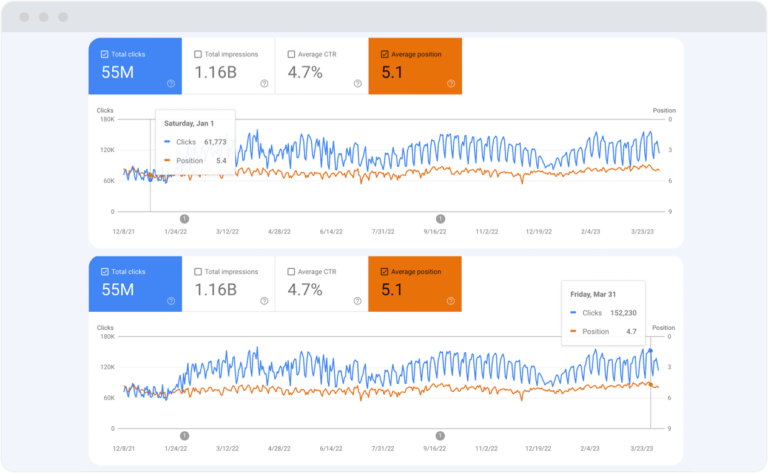 Total clicks
55M
Total impressions
1.16B
Average CTR
4.7%
Average position
5.1
Clicks
Position
180K
120K
60K
0
0
3
6
9
Saturday, Jan 1
Clicks 61,773
Position 5.4
1
1
12/8/21 1/24/22 3/12/22 4/28/22 6/14/22 7/31/22 9/16/22 11/2/22 12/19/22 2/4/23 3/23/23
Total clicks
55M
Total impressions
1.16B
Average CTR
4.7%
Average position
5.1
Clicks
Position
180K
120K
60K
0
0
3
6
9
Friday, Mar 31
Clicks 152,230
Position 4.7
1
1
12/8/21 1/24/22 3/12/22 4/28/22 6/14/22 7/31/22 9/16/22 11/2/22 12/19/22 2/4/23 3/23/23